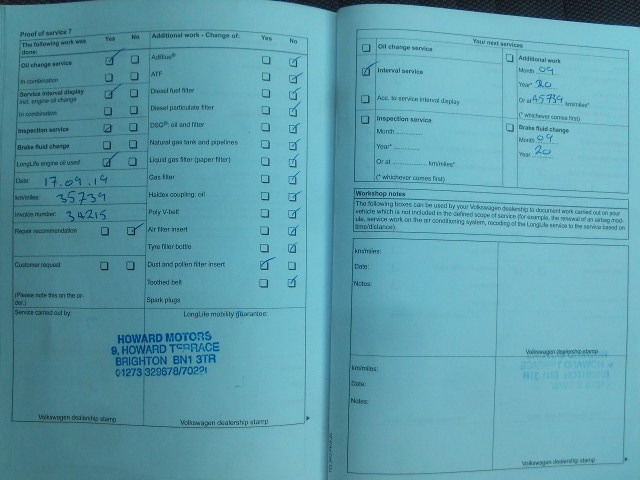 Proof of service 7
The following work was done:
Yes No
Oil change service
In combination
Service interval display
incl. engine oil change
In combination
Inspection service
Brake fluid change
LongLife engine oil used
Date: 17.09.19
km/miles: 35739
Invoice number: 34215
Repair recommendation
Customer request
(Please note this on the or-
der.)
Additional work - Change of: Yes No
AdBlue®
ATF
Diesel fuel filter
Diesel particulate filter
DSG®: oil and filter
Natural gas tank and pipelines
Liquid gas filter (paper filter)
Gas filter
Haldex coupling: oil
Poly V-belt
Air filter insert
Tyre filler bottle
Dust and pollen filter insert
Toothed belt
Spark plugs
Service carried out by:
LongLife mobility guarantee:
HOWARD MOTORS
9, HOWARD TERRACE
BRIGHTON BN1 3TR
01273 329678/70221
Volkswagen dealership stamp
Volkswagen dealership stamp
Your next services
Oil change service
Interval service
Acc. to service interval display
Inspection service
Month
Year*
Or at km/miles*
(* whichever comes first)
Additional work
Month 09
Year* 20
Or at 45739 km/miles*
(* whichever comes first)
Brake fluid change
Month 09
Year 20
Workshop notes
The following boxes can be used by your Volkswagen dealership to document work carried out on your
vehicle which is not included in the defined scope of service (for example, the renewal of an airbag mod-
ule, service work on the air conditioning system, recoding of the LongLife service to the service based on
time/distance).
km/miles:
Date:
Notes:
Volkswagen dealership stamp
km/miles:
Date:
Notes:
Volkswagen dealership stamp